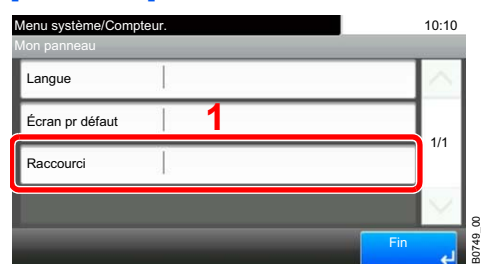 Menu système/Compteur. 10:10
Mon panneau
Langue
Écran pr défaut
1
1/1
Raccourci
Fin
B0749_00